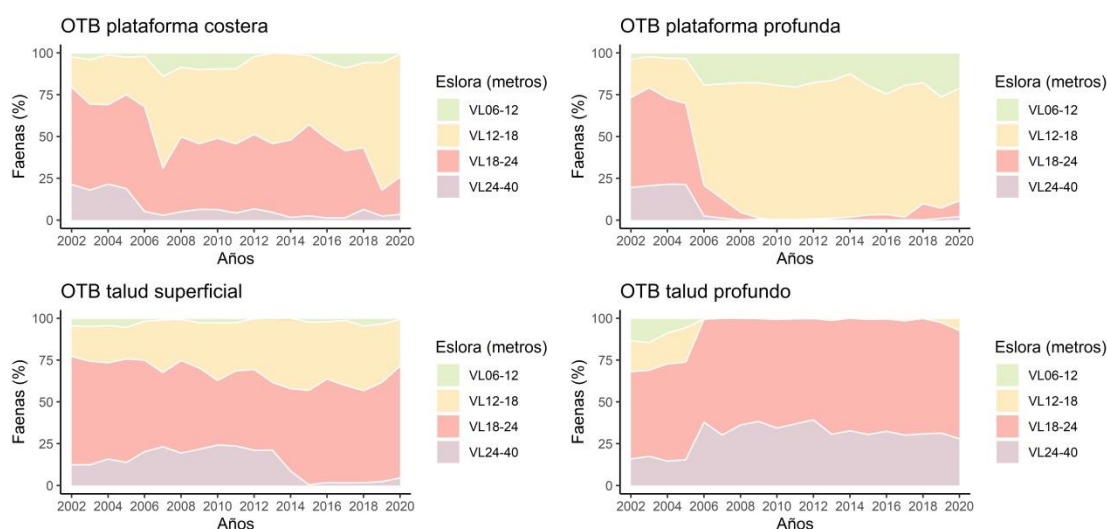 OTB plataforma costera
Faenas (%)
100
75
50
25
0
2002 2004 2006 2008 2010 2012 2014 2016 2018 2020
Años
Eslora (metros)
VL06-12
VL12-18
VL18-24
VL24-40
OTB plataforma profunda
Faenas (%)
100
75
50
25
0
2002 2004 2006 2008 2010 2012 2014 2016 2018 2020
Años
Eslora (metros)
VL06-12
VL12-18
VL18-24
VL24-40
OTB talud superficial
Faenas (%)
100
75
50
25
0
2002 2004 2006 2008 2010 2012 2014 2016 2018 2020
Años
Eslora (metros)
VL06-12
VL12-18
VL18-24
VL24-40
OTB talud profundo
Faenas (%)
100
75
50
25
0
2002 2004 2006 2008 2010 2012 2014 2016 2018 2020
Años
Eslora (metros)
VL06-12
VL12-18
VL18-24
VL24-40